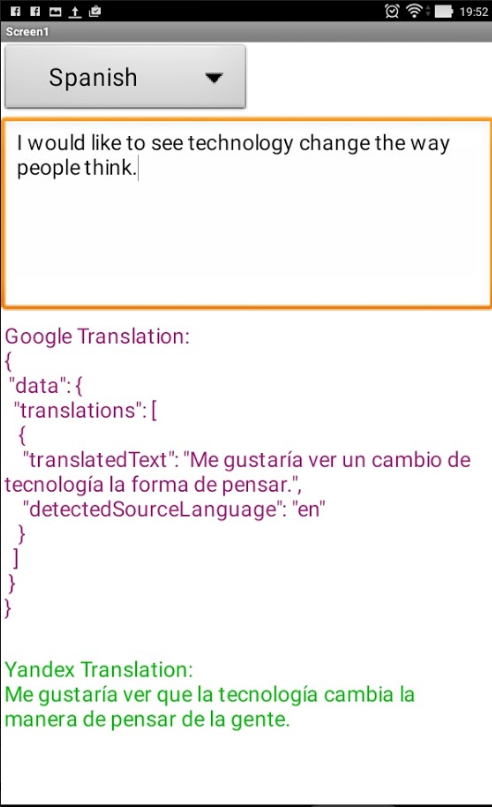 19:52
Screen1
Spanish
I would like to see technology change the way
people think.
Google Translation:
{
"data": {
"translations": [
{
"translatedText": "Me gustaría ver un cambio de
tecnología la forma de pensar.",
"detectedSourceLanguage": "en"
}
]
}
}
Yandex Translation:
Me gustaría ver que la tecnología cambia la
manera de pensar de la gente.